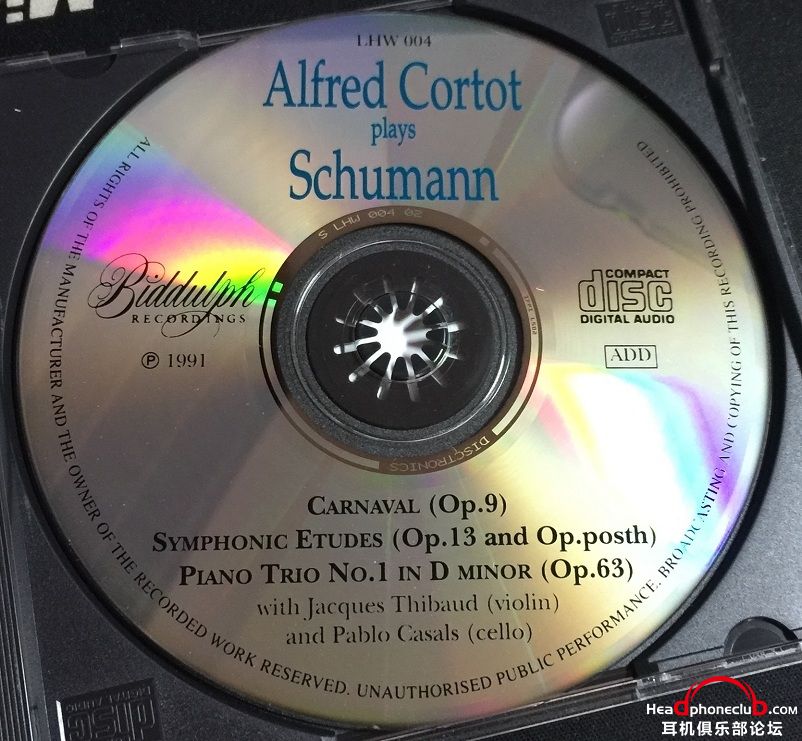 LHW 004
Alfred Cortot
plays
Schumann
S LHW 004 02
Biddulph
RECORDINGS
℗ 1991
COMPACT
disc
DIGITAL AUDIO
ADD
DISCTRONICS
CARNAVAL (Op.9)
SYMPHONIC ETUDES (Op.13 and Op.posth)
PIANO TRIO NO.1 IN D MINOR (Op.63)
with Jacques Thibaud (violin)
and Pablo Casals (cello)
ALL RIGHTS OF THE MANUFACTURER AND THE OWNER OF THE RECORDED WORK RESERVED. UNAUTHORISED PUBLIC PERFORMANCE, BROADCASTING AND COPYING OF THIS RECORDING PROHIBITED
Headphoneclub.COM
耳机俱乐部论坛